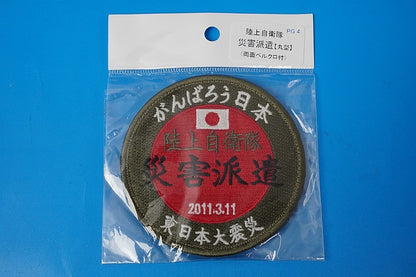 陸上自衛隊
PG 4
災害派遣【丸型】
(両面ベルクロ付)
がんばろう日本
陸上自衛隊
災害派遣
2011.3.11
東日本大震災